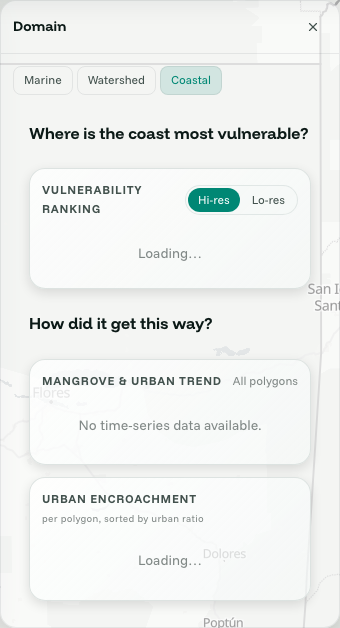 Domain
×
Marine Watershed Coastal
Where is the coast most vulnerable?
VULNERABILITY
RANKING
Hi-res Lo-res
Loading...
San I
Sant
How did it get this way?
MANGROVE & URBAN TREND All polygons
Flores
No time-series data available.
URBAN ENCROACHMENT
per polygon, sorted by urban ratio
Loading...
Dolores
Poptún